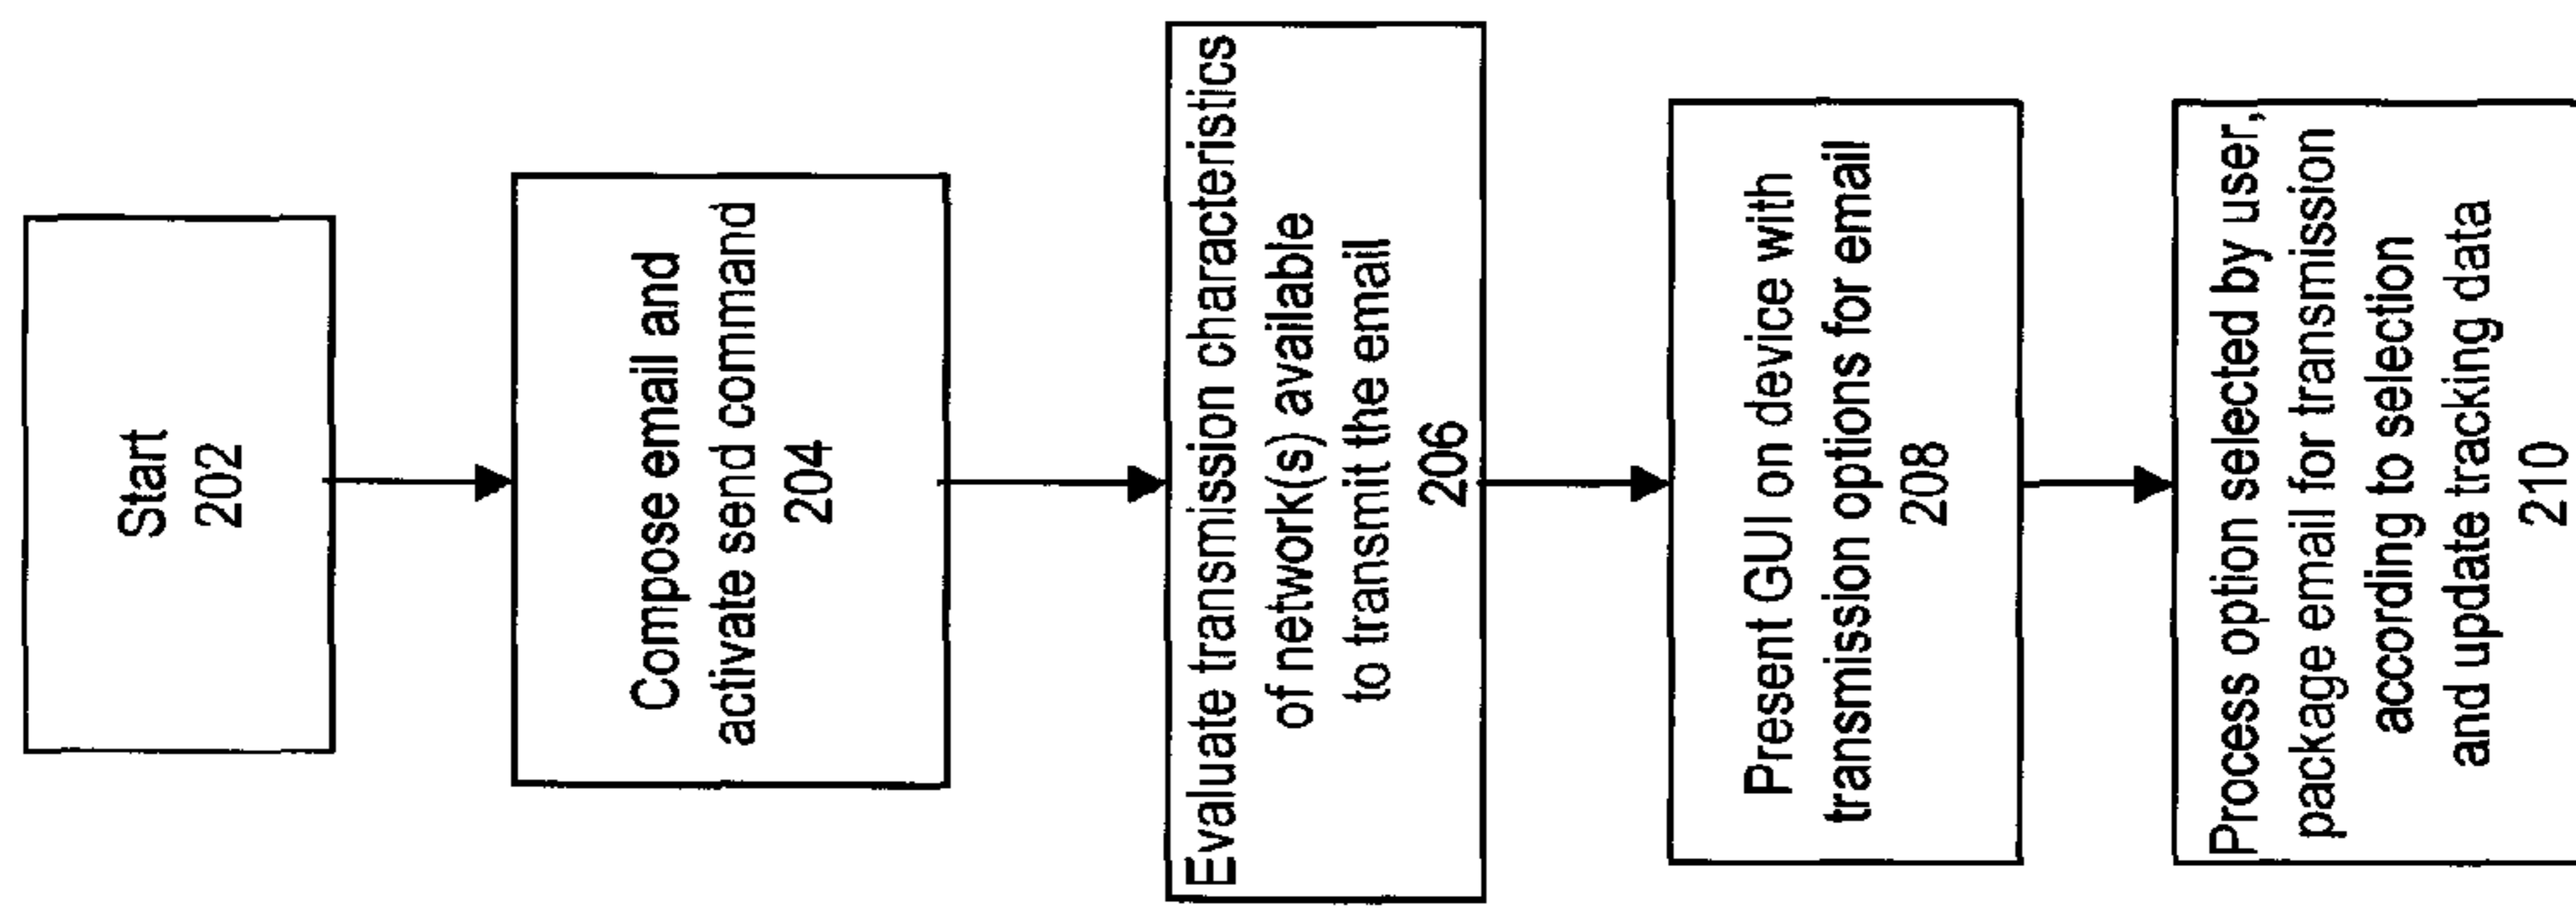 Start
202
Compose email and
activate send command
204
Evaluate transmission characteristics
of network(s) available
to transmit the email
206
Present GUI on device with
transmission options for email
208
Process option selected by user,
package email for transmission
according to selection
and update tracking data
210